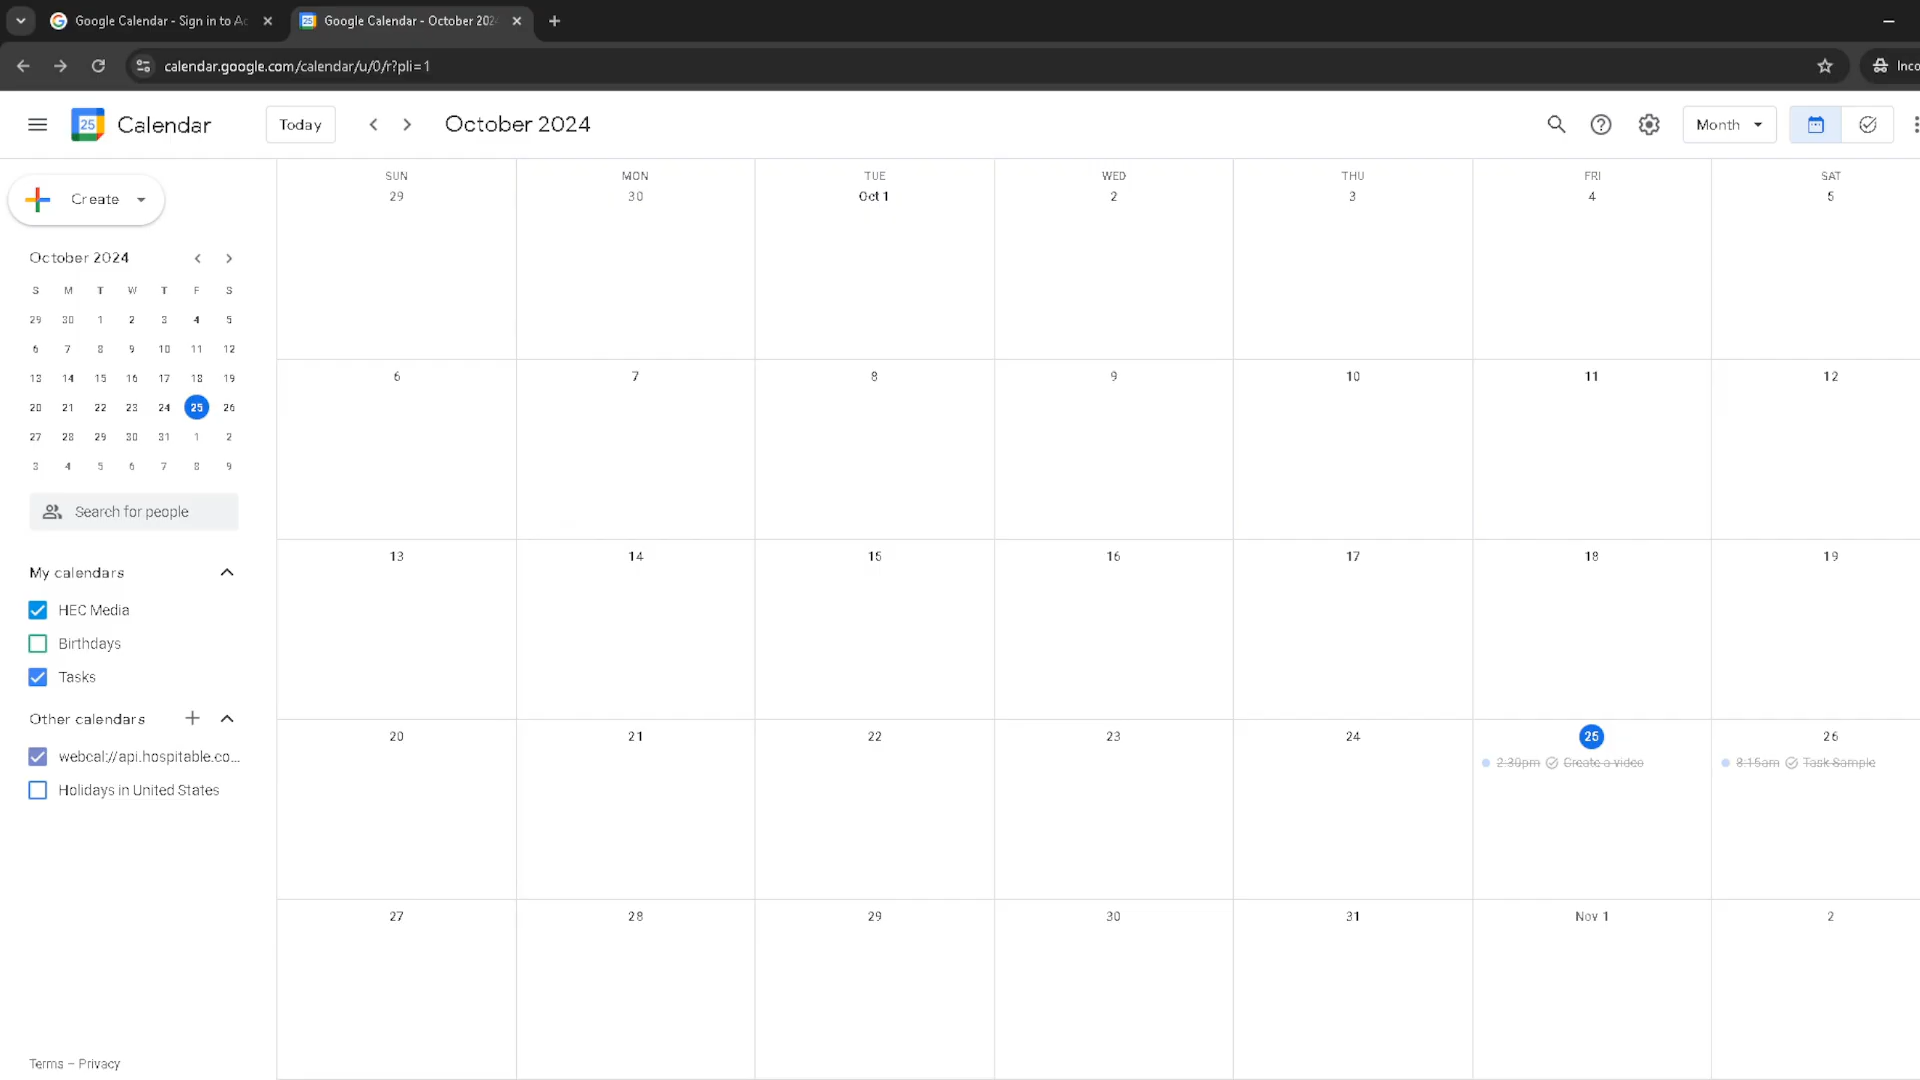 Google Calendar - Sign in to Ac
Google Calendar - October 202
calendar.google.com/calendar/u/0/r?pli=1
Inco
25 Calendar
Today
October 2024
Month
Create
October 2024
S M T W T F S
29 30 1 2 3 4 5
6 7 8 9 10 11 12
13 14 15 16 17 18 19
20 21 22 23 24 25 26
27 28 29 30 31 1 2
3 4 5 6 7 8 9
Search for people
My calendars
HEC Media
Birthdays
Tasks
Other calendars
webcal://api.hospitable.co...
Holidays in United States
Terms – Privacy
SUN MON TUE WED THU FRI SAT
29 30 Oct 1 2 3 4 5
6 7 8 9 10 11 12
13 14 15 16 17 18 19
20 21 22 23 24 25 26
2:30pm Create a video
8:15am Task Sample
27 28 29 30 31 Nov 1 2